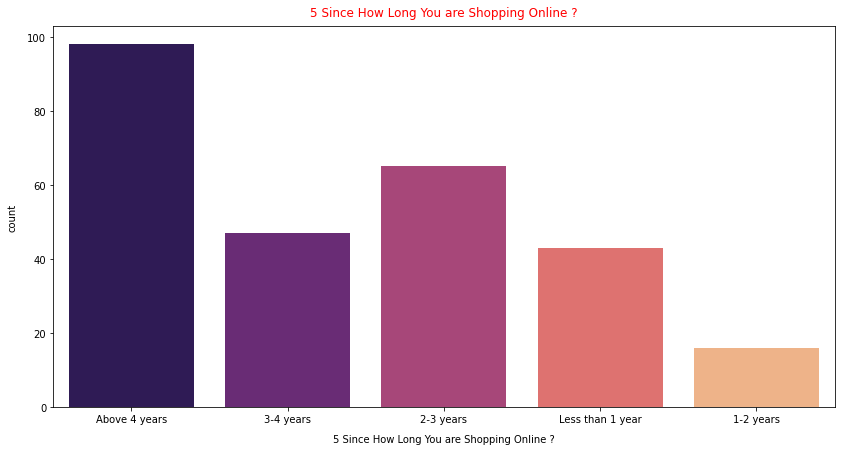 5 Since How Long You are Shopping Online ?
100
80
60
40
20
0
count
Above 4 years
3-4 years
2-3 years
Less than 1 year
1-2 years
5 Since How Long You are Shopping Online ?